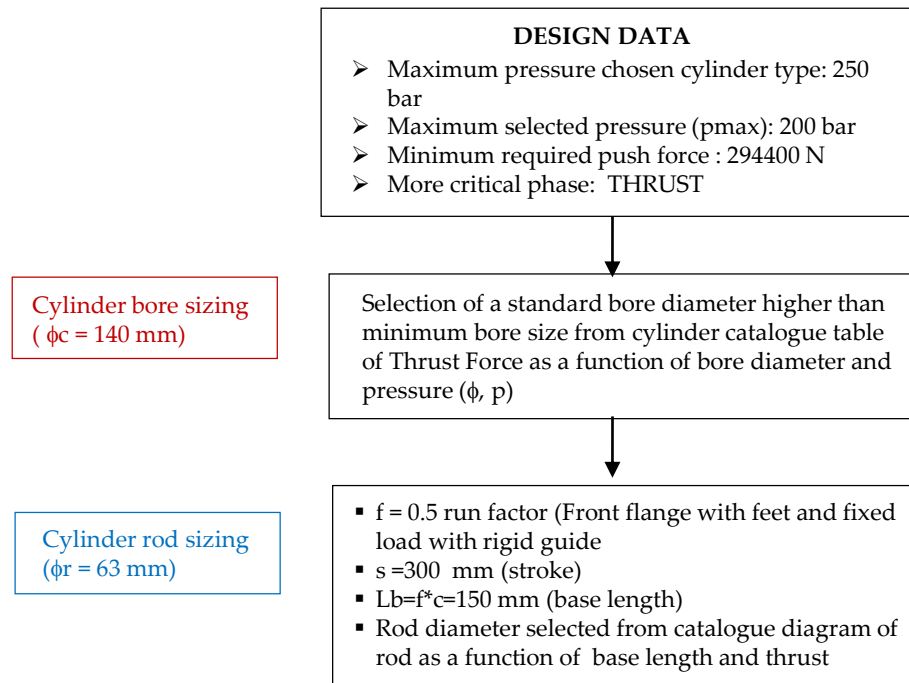 DESIGN DATA
➢ Maximum pressure chosen cylinder type: 250
bar
➢ Maximum selected pressure (pmax): 200 bar
➢ Minimum required push force : 294400 N
➢ More critical phase:  THRUST
Cylinder bore sizing
( ϕc = 140 mm)
Selection of a standard bore diameter higher than
minimum bore size from cylinder catalogue table
of Thrust Force as a function of bore diameter and
pressure (ϕ, p)
Cylinder rod sizing
(ϕr = 63 mm)
▪ f = 0.5 run factor (Front flange with feet and fixed
load with rigid guide
▪ s =300  mm (stroke)
▪ Lb=f*c=150 mm (base length)
▪ Rod diameter selected from catalogue diagram of
rod as a function of  base length and thrust